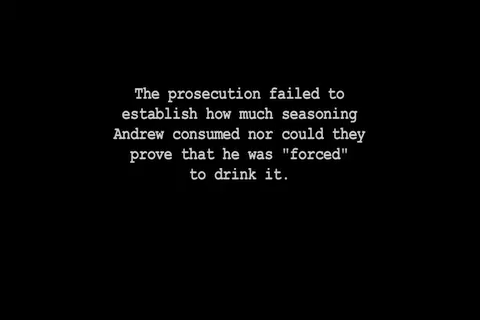 The prosecution failed to
establish how much seasoning
Andrew consumed nor could they
prove that he was "forced"
to drink it.